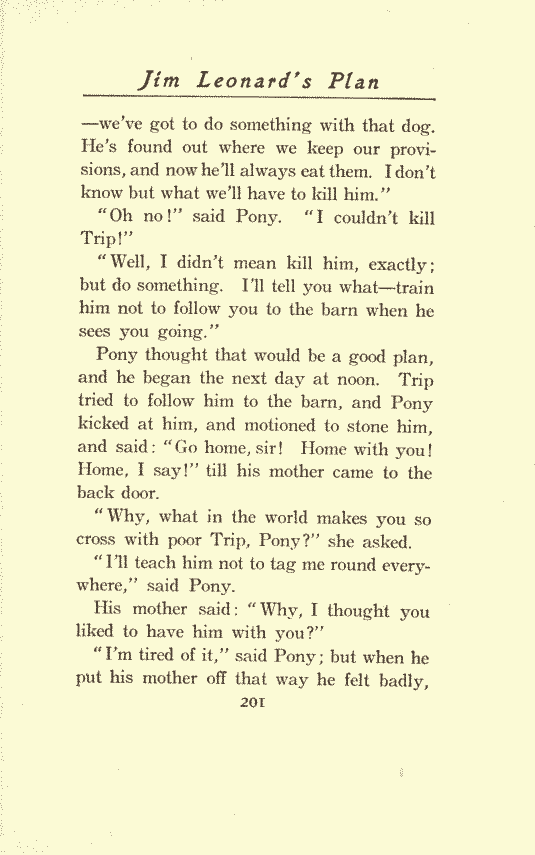 Jim Leonard's Plan
—we've got to do something with that dog.
He's found out where we keep our provi-
sions, and now he'll always eat them. I don't
know but what we'll have to kill him."
"Oh no!" said Pony. "I couldn't kill
Trip!"
"Well, I didn't mean kill him, exactly;
but do something. I'll tell you what—train
him not to follow you to the barn when he
sees you going."
Pony thought that would be a good plan,
and he began the next day at noon. Trip
tried to follow him to the barn, and Pony
kicked at him, and motioned to stone him,
and said: "Go home, sir! Home with you!
Home, I say!" till his mother came to the
back door.
"Why, what in the world makes you so
cross with poor Trip, Pony?" she asked.
"I'll teach him not to tag me round every-
where," said Pony.
His mother said: "Why, I thought you
liked to have him with you?"
"I'm tired of it," said Pony; but when he
put his mother off that way he felt badly,
201